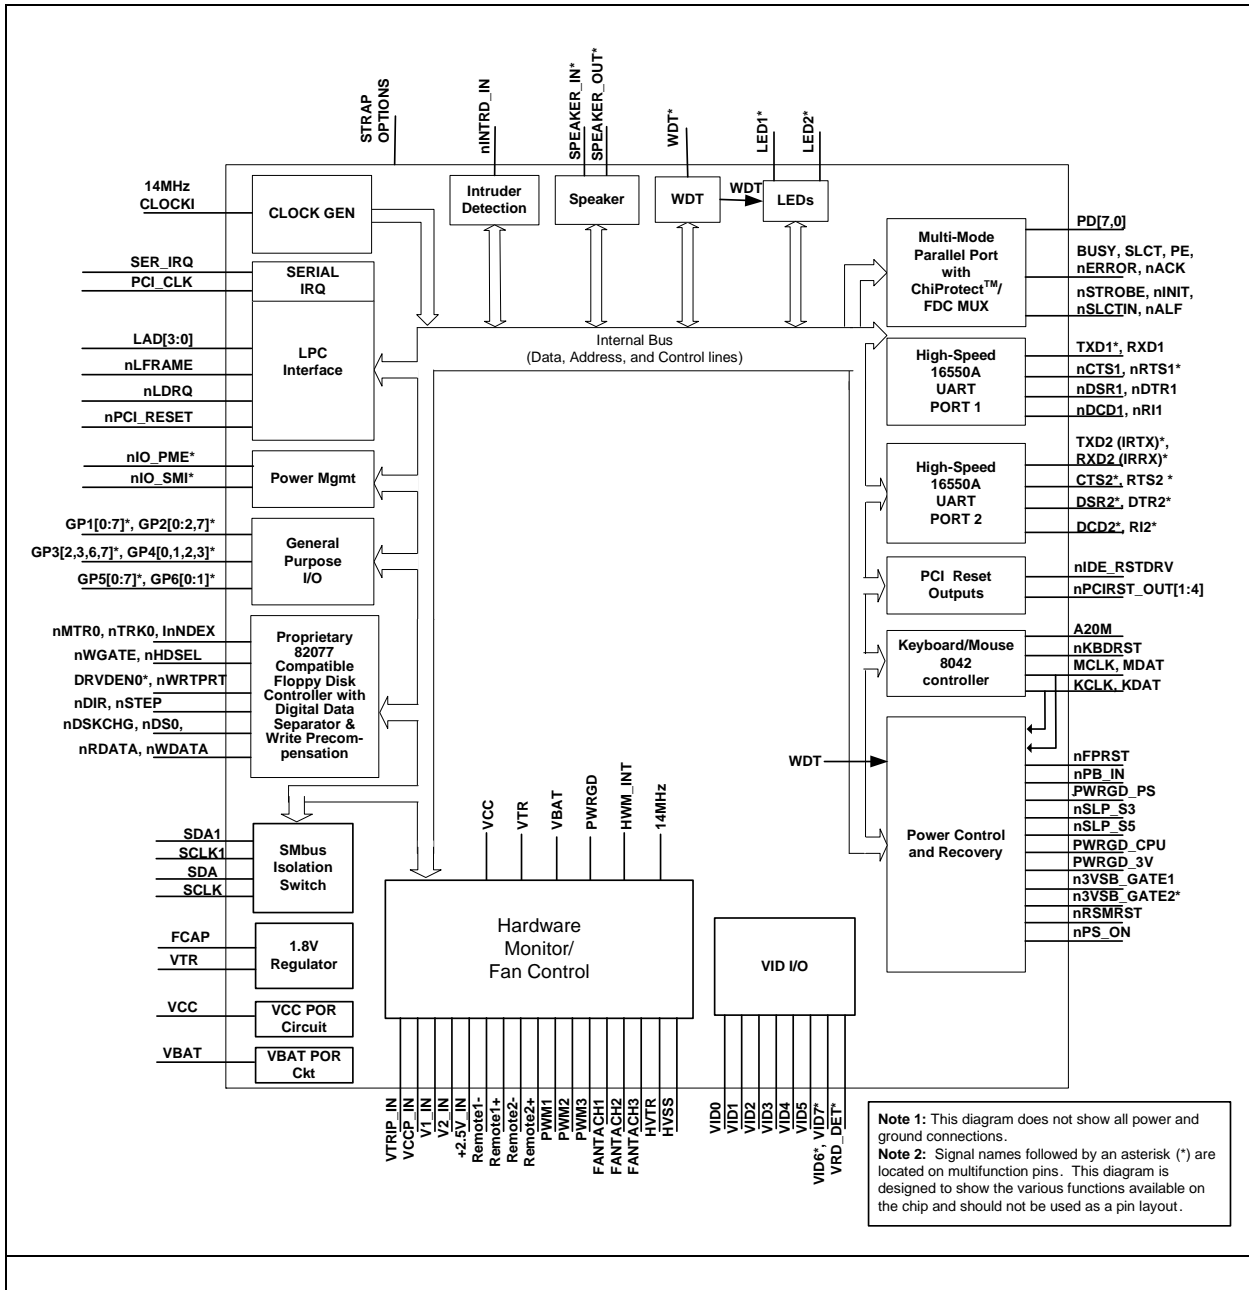 STRAP
OPTIONS
nINTRD_IN
SPEAKER_IN*
SPEAKER_OUT*
WDT*
LED1*
LED2*
14MHz
CLOCKI
CLOCK GEN
Intruder
Detection
Speaker
WDT
WDT
LEDs
SER_IRQ
PCI_CLK
SERIAL
IRQ
LAD[3:0]
nLFRAME
nLDRQ
nPCI_RESET
LPC
Interface
Internal Bus
(Data, Address, and Control lines)
nIO_PME*
nIO_SMI*
Power Mgmt
GP1[0:7]*, GP2[0:2,7]*
GP3[2,3,6,7]*, GP4[0,1,2,3]*
GP5[0:7]*, GP6[0:1]*
General
Purpose
I/O
nMTR0, nTRK0, InNDEX
nWGATE, nHDSEL
DRVDEN0*, nWRTPRT
nDIR, nSTEP
nDSKCHG, nDS0,
nRDATA, nWDATA
Proprietary
82077
Compatible
Floppy Disk
Controller with
Digital Data
Separator &
Write Precom-
pensation
SDA1
SCLK1
SDA
SCLK
SMbus
Isolation
Switch
FCAP
VTR
1.8V
Regulator
VCC
VCC POR
Circuit
VBAT
VBAT POR
Ckt
Multi-Mode
Parallel Port
with
ChiProtect™/
FDC MUX
PD[7,0]
BUSY, SLCT, PE,
nERROR, nACK
nSTROBE, nINIT,
nSLCTIN, nALF
High-Speed
16550A
UART
PORT 1
TXD1*, RXD1
nCTS1, nRTS1*
nDSR1, nDTR1
nDCD1, nRI1
High-Speed
16550A
UART
PORT 2
TXD2 (IRTX)*,
RXD2 (IRRX)*
CTS2*, RTS2 *
DSR2*, DTR2*
DCD2*, RI2*
PCI Reset
Outputs
nIDE_RSTDRV
nPCIRST_OUT[1:4]
Keyboard/Mouse
8042
controller
A20M
nKBDRST
MCLK, MDAT
KCLK, KDAT
WDT
Power Control
and Recovery
nFPRST
nPB_IN
PWRGD_PS
nSLP_S3
nSLP_S5
PWRGD_CPU
PWRGD_3V
n3VSB_GATE1
n3VSB_GATE2*
nRSMRST
nPS_ON
VCC
VTR
VBAT
PWRGD
HWM_INT
14MHz
Hardware
Monitor/
Fan Control
VTRIP_IN
VCCP_IN
V1_IN
V2_IN
+2.5V_IN
Remote1-
Remote1+
Remote2-
Remote2+
PWM1
PWM2
PWM3
FANTACH1
FANTACH2
FANTACH3
HVTR
HVSS
VID I/O
VID0
VID1
VID2
VID3
VID4
VID5
VID6*, VID7*
VRD_DET*
Note 1: This diagram does not show all power and
ground connections.
Note 2: Signal names followed by an asterisk (*) are
located on multifunction pins. This diagram is
designed to show the various functions available on
the chip and should not be used as a pin layout.